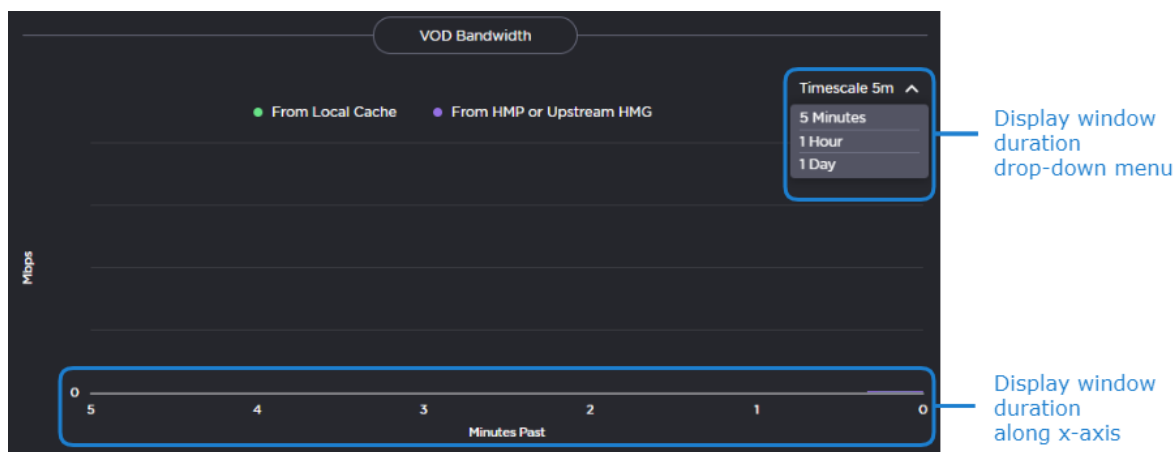 VOD Bandwidth
Timescale 5m
From Local Cache
From HMP or Upstream HMG
5 Minutes
1 Hour
1 Day
Display window
duration
drop-down menu
Mbps
0
5 4 3 2 1 0
Minutes Past
Display window
duration
along x-axis